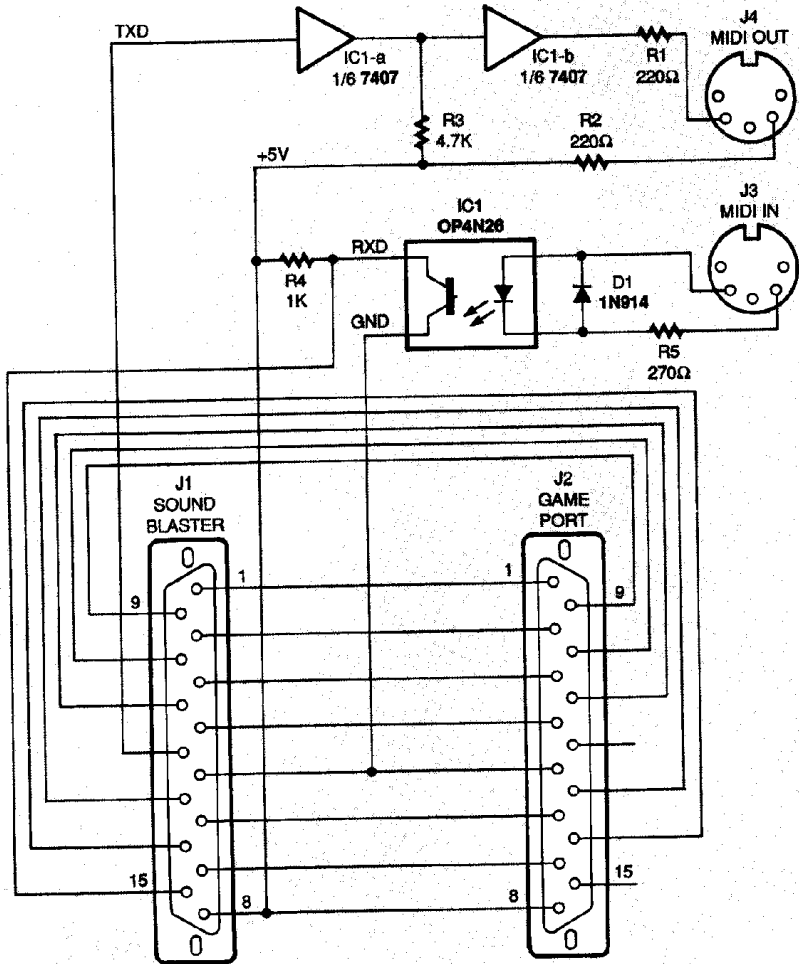 TXD
IC1-a
1/6 7407
IC1-b
1/6 7407
R1
220Ω
J4
MIDI OUT
R3
4.7K
R2
220Ω
+5V
J3
MIDI IN
IC1
OP4N26
RXD
R4
1K
GND
D1
1N914
R5
270Ω
J1
SOUND
BLASTER
J2
GAME
PORT
1
1
9
9
15
15
8
8